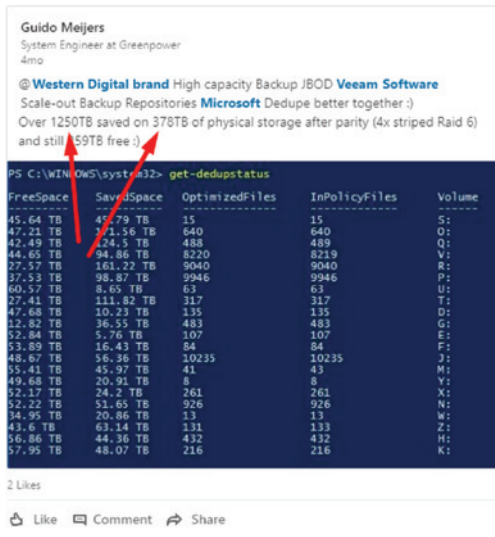 Guido Meijers
System Engineer at Greenpower
4mo
@Western Digital brand High capacity Backup JBOD Veeam Software
Scale-out Backup Repositories Microsoft Dedupe better together :)
Over 1250TB saved on 378TB of physical storage after parity (4x striped Raid 6)
and still 59TB free :)
PS C:\WINDOWS\system32> get-dedupstatus
FreeSpace SavedSpace OptimizedFiles InPolicyFiles Volume
45.64 TB 45.79 TB 15 15 S:
47.21 TB 71.56 TB 640 640 O:
42.49 TB 124.5 TB 488 489 Q:
44.65 TB 94.86 TB 8220 8219 V:
27.57 TB 161.22 TB 9040 9040 R:
37.53 TB 98.87 TB 9946 9946 P:
60.57 TB 8.65 TB 63 63 U:
27.41 TB 111.82 TB 317 317 T:
47.68 TB 10.23 TB 135 135 D:
12.82 TB 36.55 TB 483 483 G:
52.84 TB 5.76 TB 107 107 E:
53.89 TB 16.43 TB 84 84 F:
48.67 TB 56.36 TB 10235 10235 J:
55.41 TB 45.97 TB 41 43 M:
49.68 TB 20.91 TB 8 8 Y:
52.17 TB 24.2 TB 261 261 X:
52.22 TB 51.65 TB 926 926 N:
34.95 TB 20.86 TB 13 13 W:
43.6 TB 63.14 TB 131 133 Z:
56.86 TB 44.36 TB 432 432 H:
57.95 TB 48.07 TB 216 216 K:
2 Likes
Like Comment Share